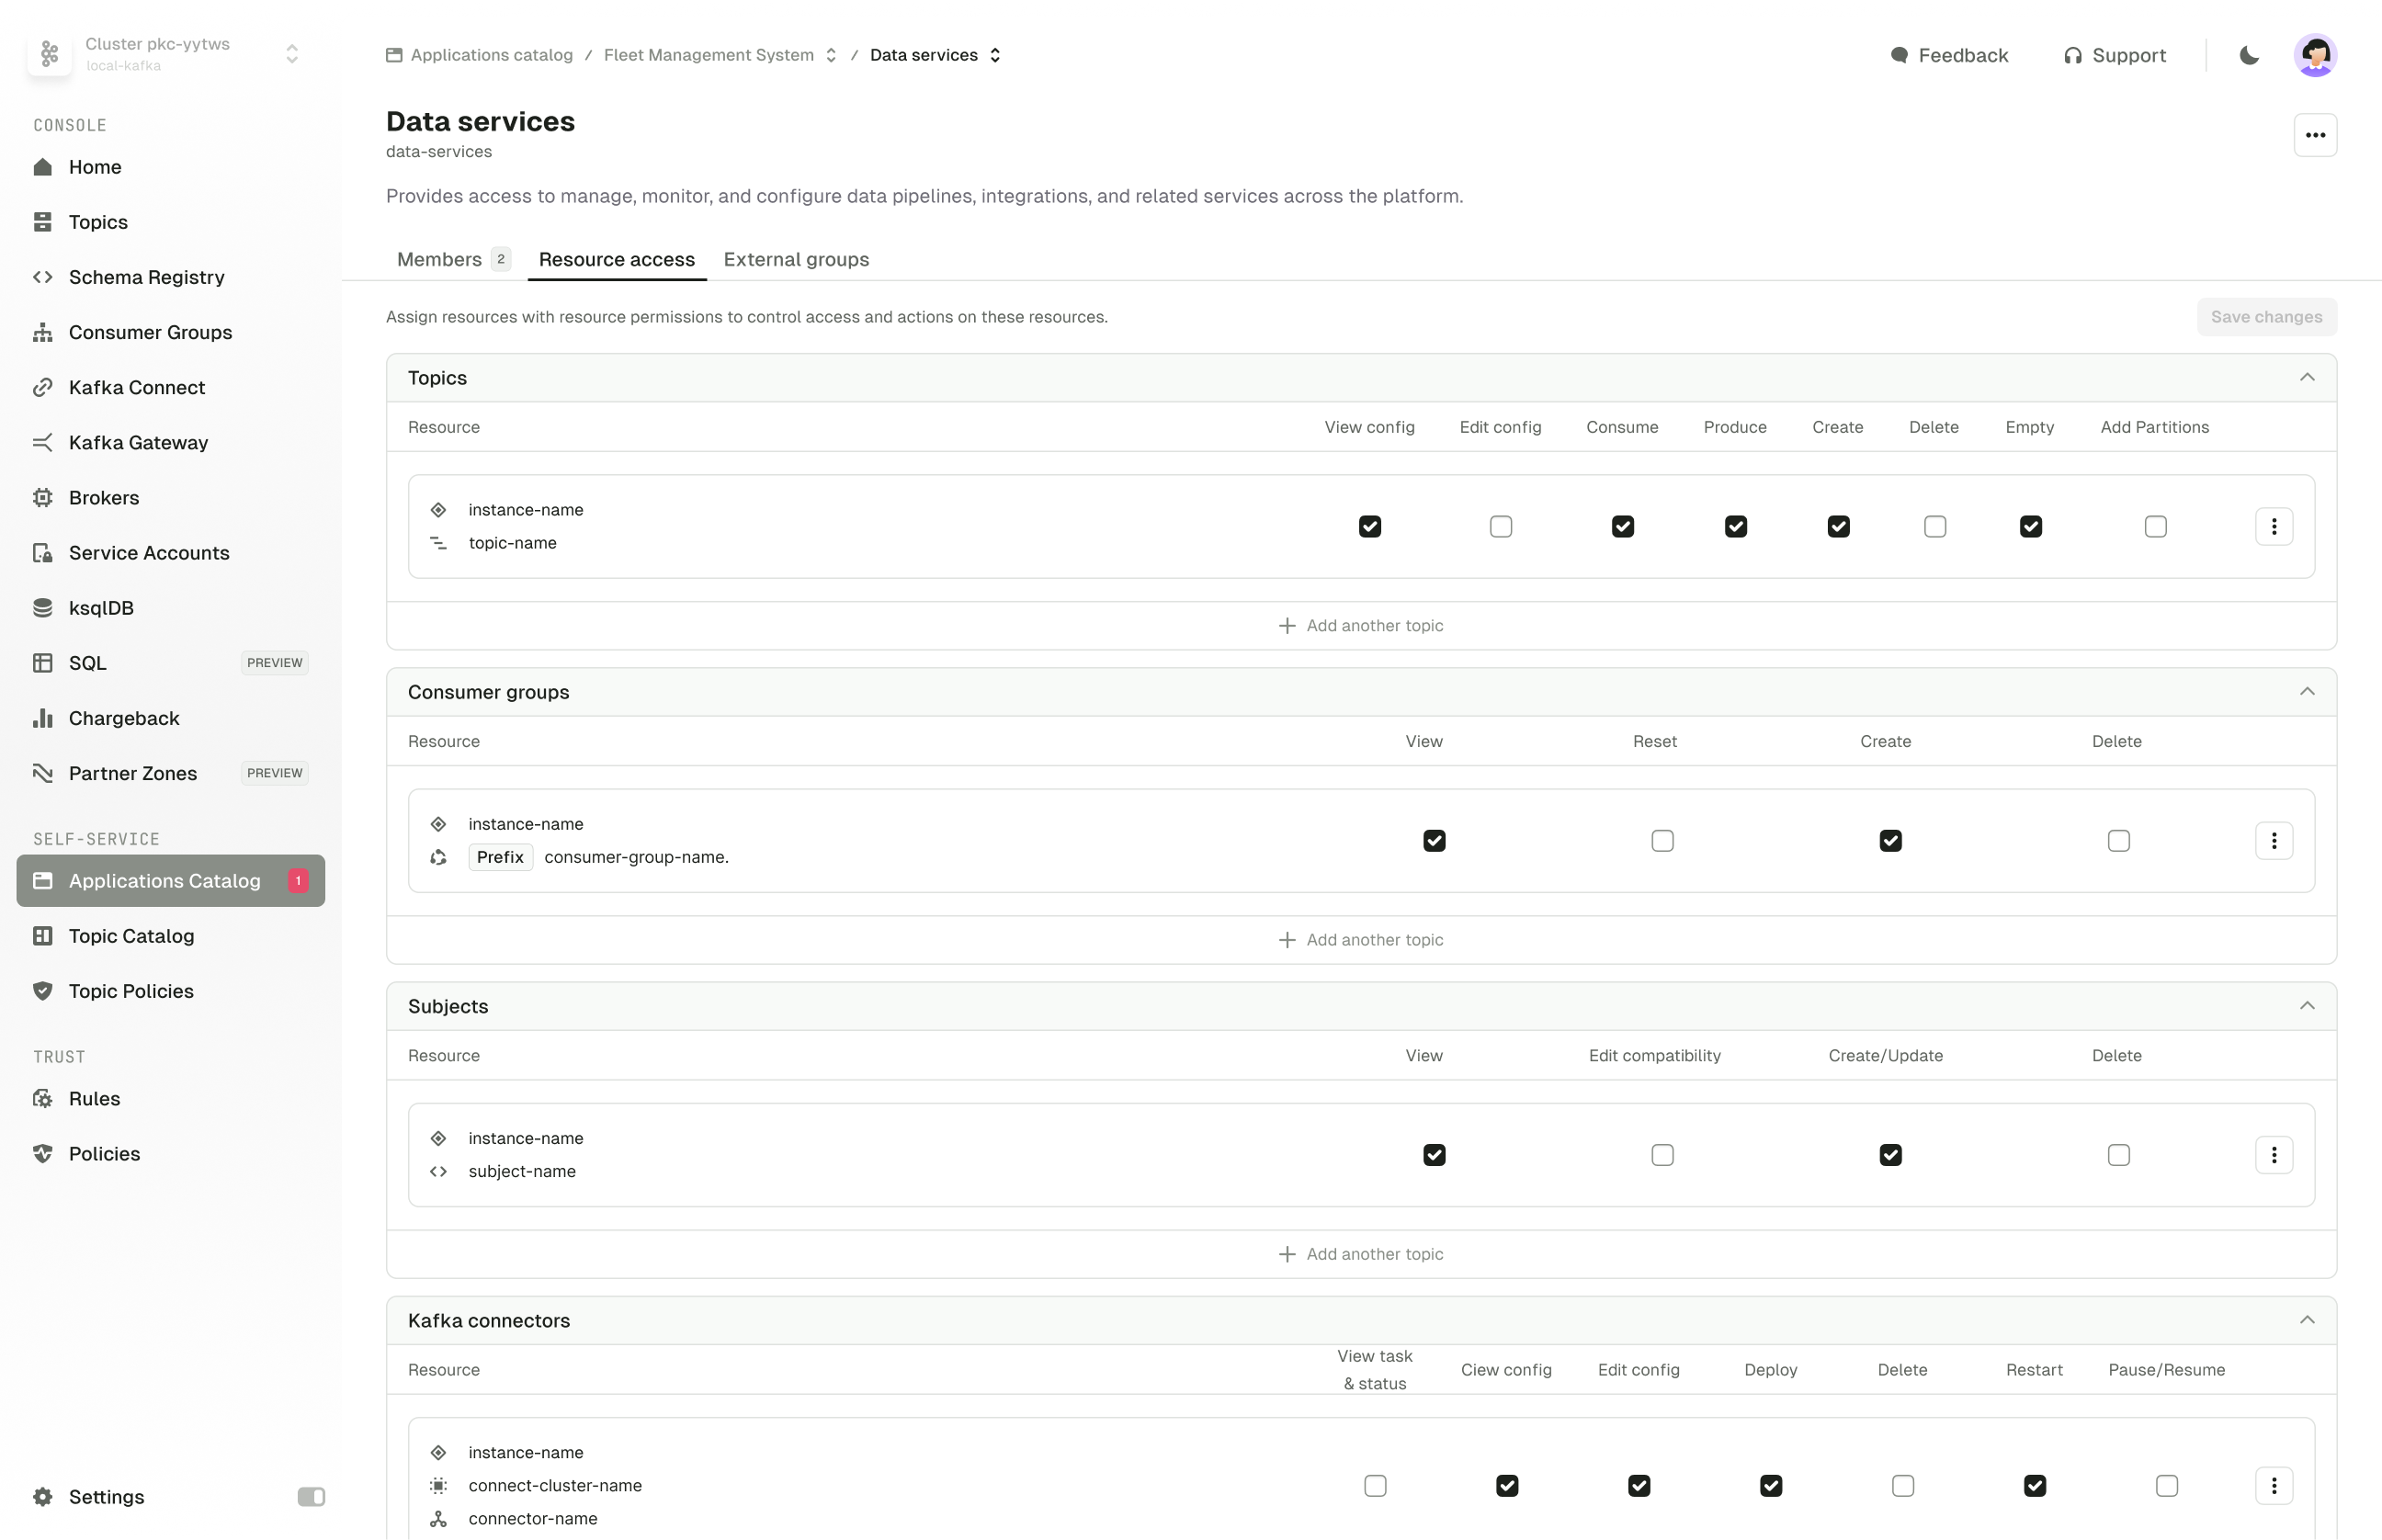 Cluster pkc-yytws
local-kafka
CONSOLE
Home
Topics
Schema Registry
Consumer Groups
Kafka Connect
Kafka Gateway
Brokers
Service Accounts
ksqlDB
SQL PREVIEW
Chargeback
Partner Zones PREVIEW
SELF-SERVICE
Applications Catalog 1
Topic Catalog
Topic Policies
TRUST
Rules
Policies
Settings
Applications catalog / Fleet Management System / Data services
Feedback Support
Data services
data-services
Provides access to manage, monitor, and configure data pipelines, integrations, and related services across the platform.
Members 2 Resource access External groups
Assign resources with resource permissions to control access and actions on these resources.
Save changes
Topics
Resource View config Edit config Consume Produce Create Delete Empty Add Partitions
instance-name
topic-name
Add another topic
Consumer groups
Resource View Reset Create Delete
instance-name
Prefix consumer-group-name.
Add another topic
Subjects
Resource View Edit compatibility Create/Update Delete
instance-name
subject-name
Add another topic
Kafka connectors
Resource View task & status Ciew config Edit config Deploy Delete Restart Pause/Resume
instance-name
connect-cluster-name
connector-name